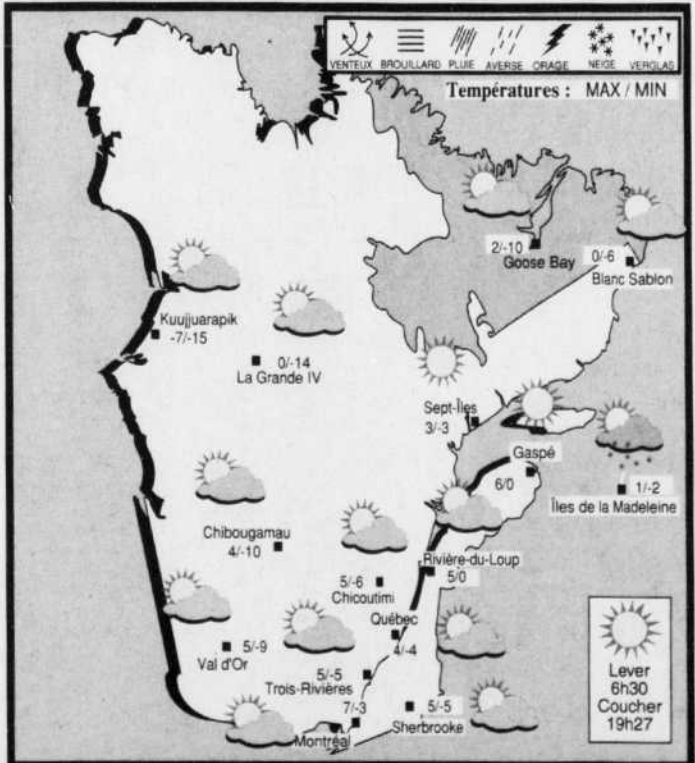 VENTEUX BROUILLARD PLUIE AVERSE ORAGE NEIGE VERGLAS
Températures : MAX / MIN
2/-10
Goose Bay
0/-6
Blanc Sablon
Kuujjuarapik
-7/-15
0/-14
La Grande IV
Sept-Îles
3/-3
Gaspé
6/0
1/-2
Îles de la Madeleine
Chibougamau
4/-10
Rivière-du-Loup
5/0
5/-6
Chicoutimi
Québec
4/-4
5/-9
Val d'Or
5/-5
Trois-Rivières
7/-3
Montréal
5/-5
Sherbrooke
Lever
6h30
Coucher
19h27